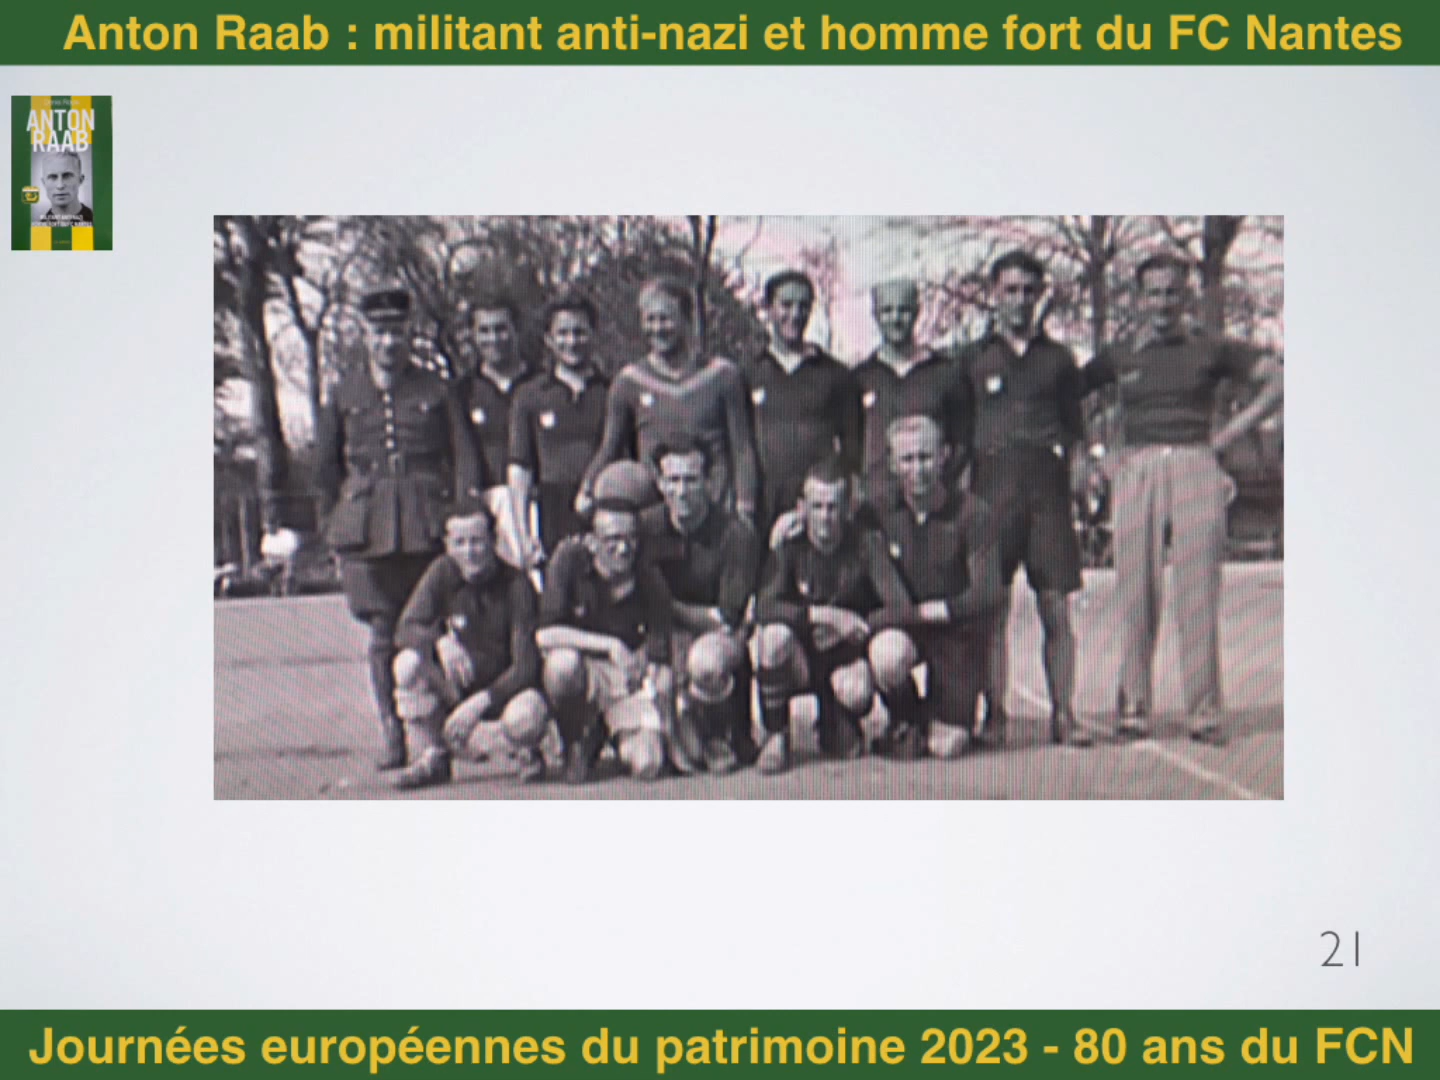 Anton Raab : militant anti-nazi et homme fort du FC Nantes
ANTON
RAAB
21
Journées européennes du patrimoine 2023 - 80 ans du FCN